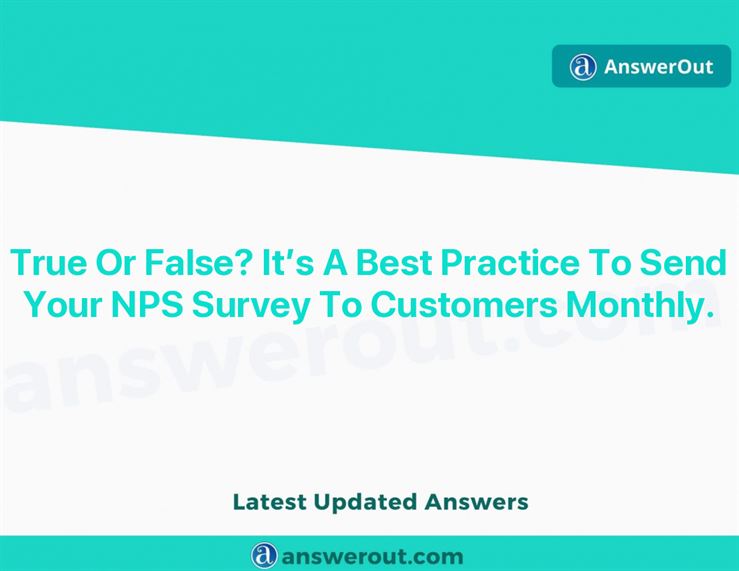 AnswerOut
True Or False? It’s A Best Practice To Send
Your NPS Survey To Customers Monthly.
answerout.com
Latest Updated Answers
answerout.com